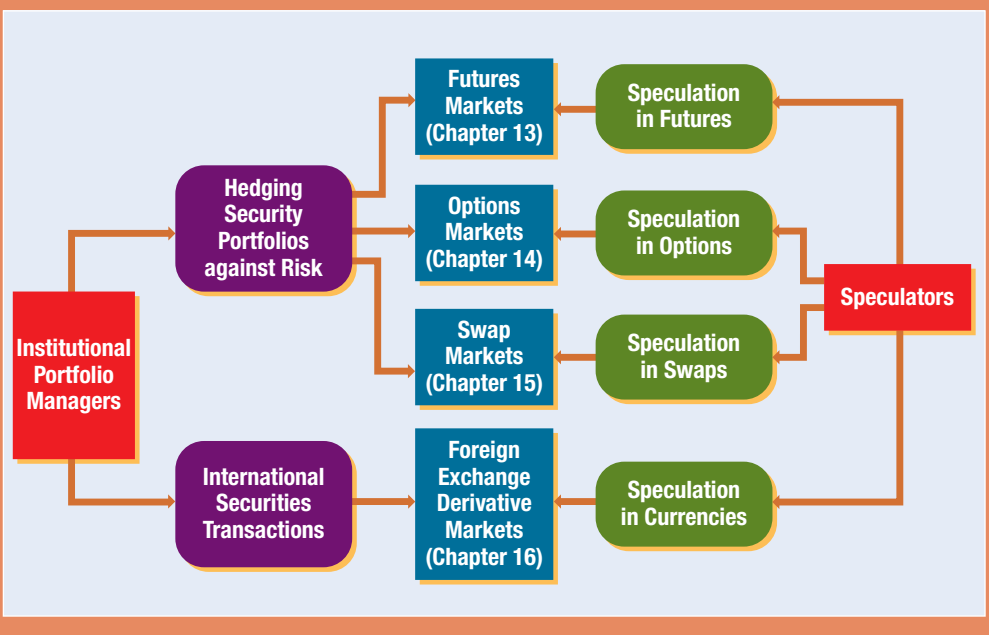 Institutional
Portfolio
Managers
Hedging
Security
Portfolios
against Risk
International
Securities
Transactions
Futures
Markets
(Chapter 13)
Options
Markets
(Chapter 14)
Swap
Markets
(Chapter 15)
Foreign
Exchange
Derivative
Markets
(Chapter 16)
Speculation
in Futures
Speculation
in Options
Speculation
in Swaps
Speculation
in Currencies
Speculators